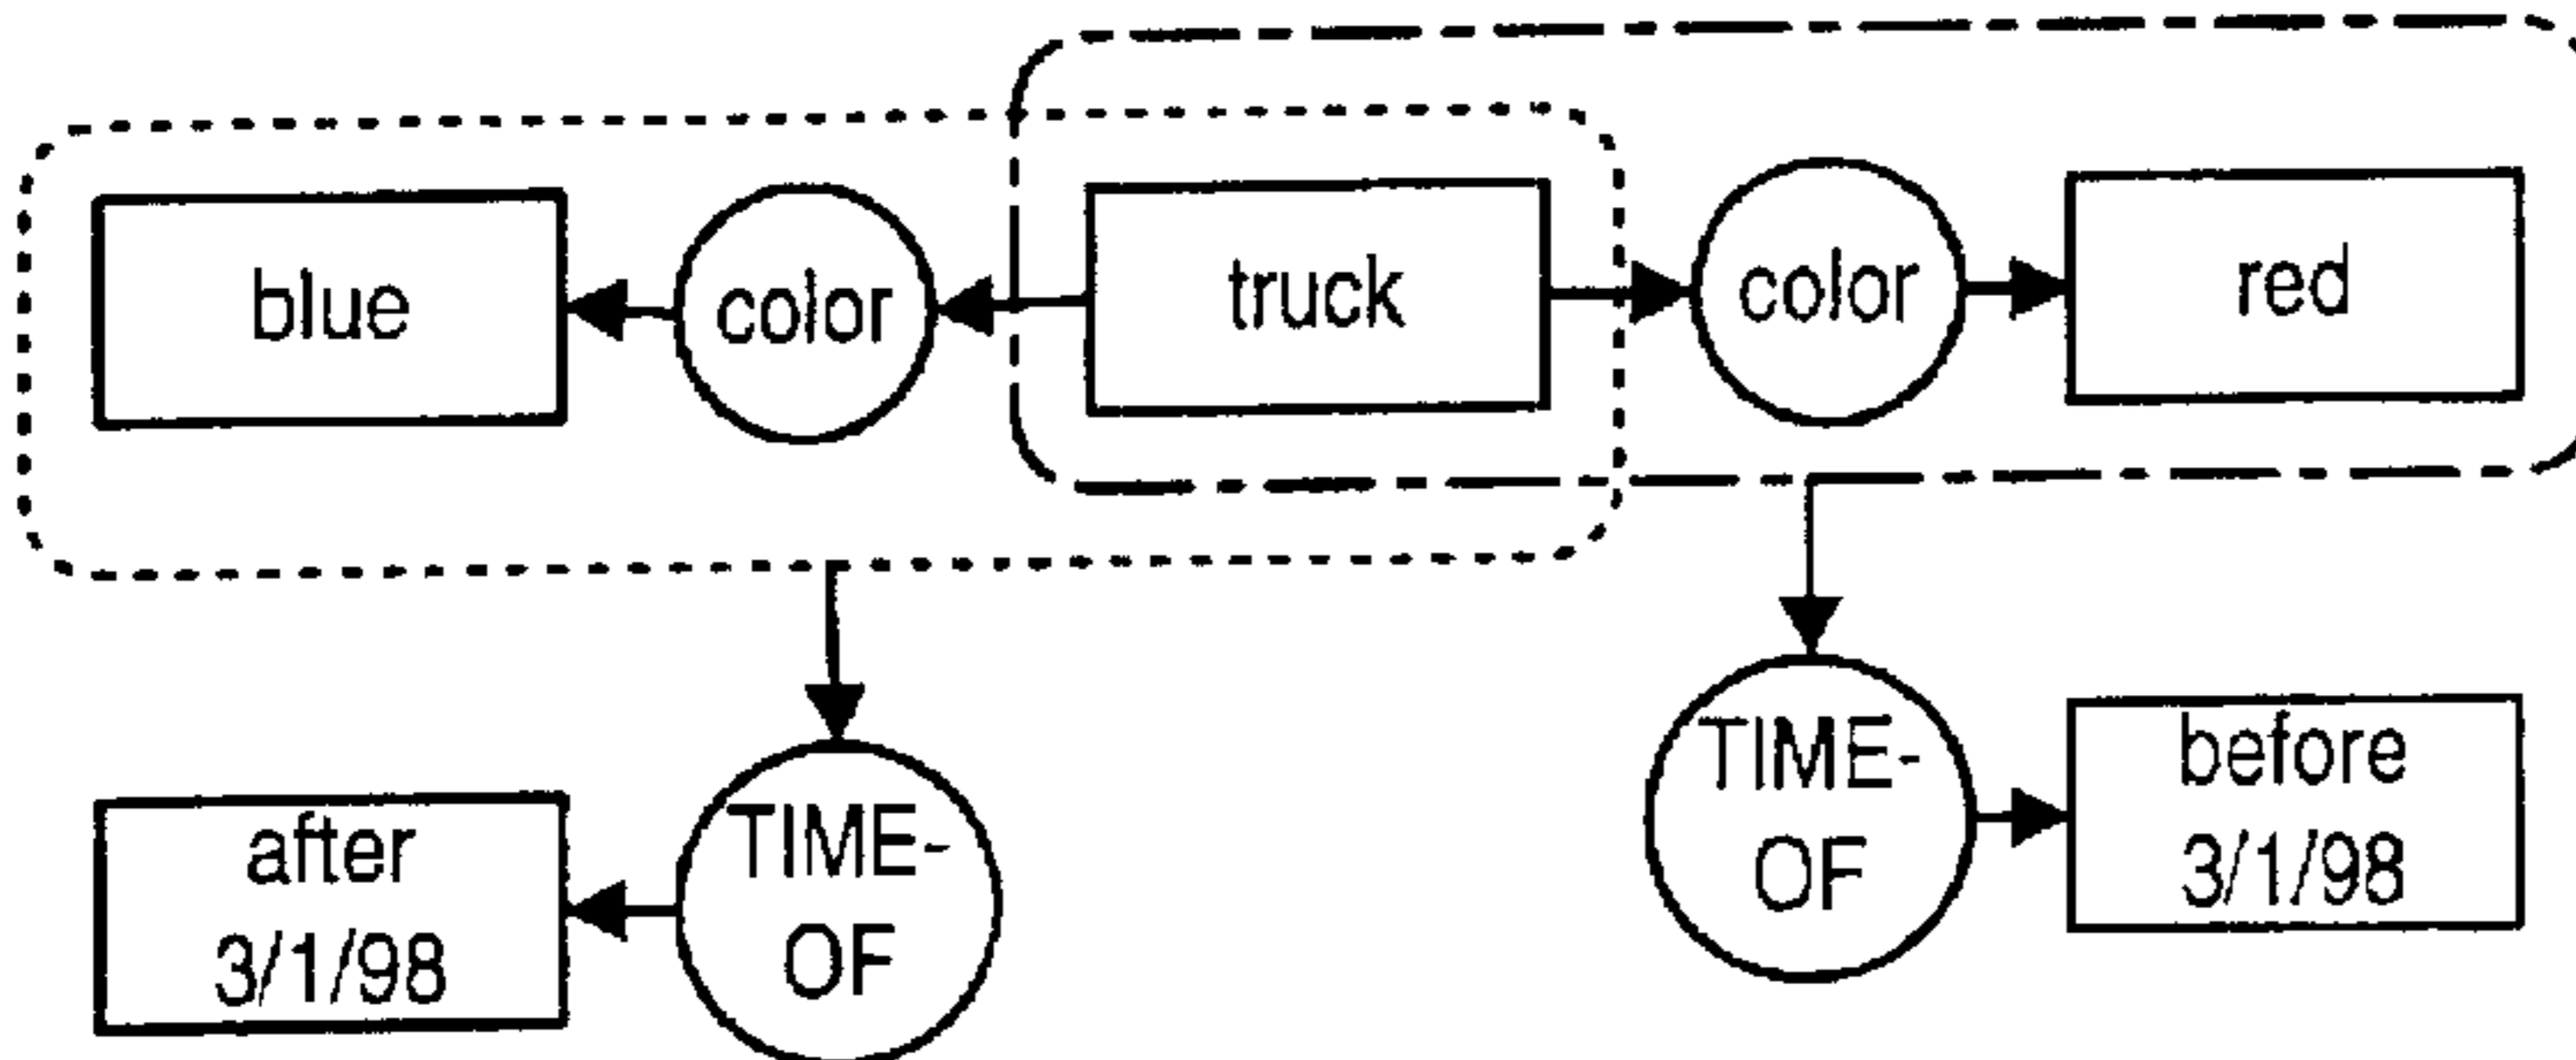 blue
color
truck
color
red
after
3/1/98
TIME-
OF
TIME-
OF
before
3/1/98